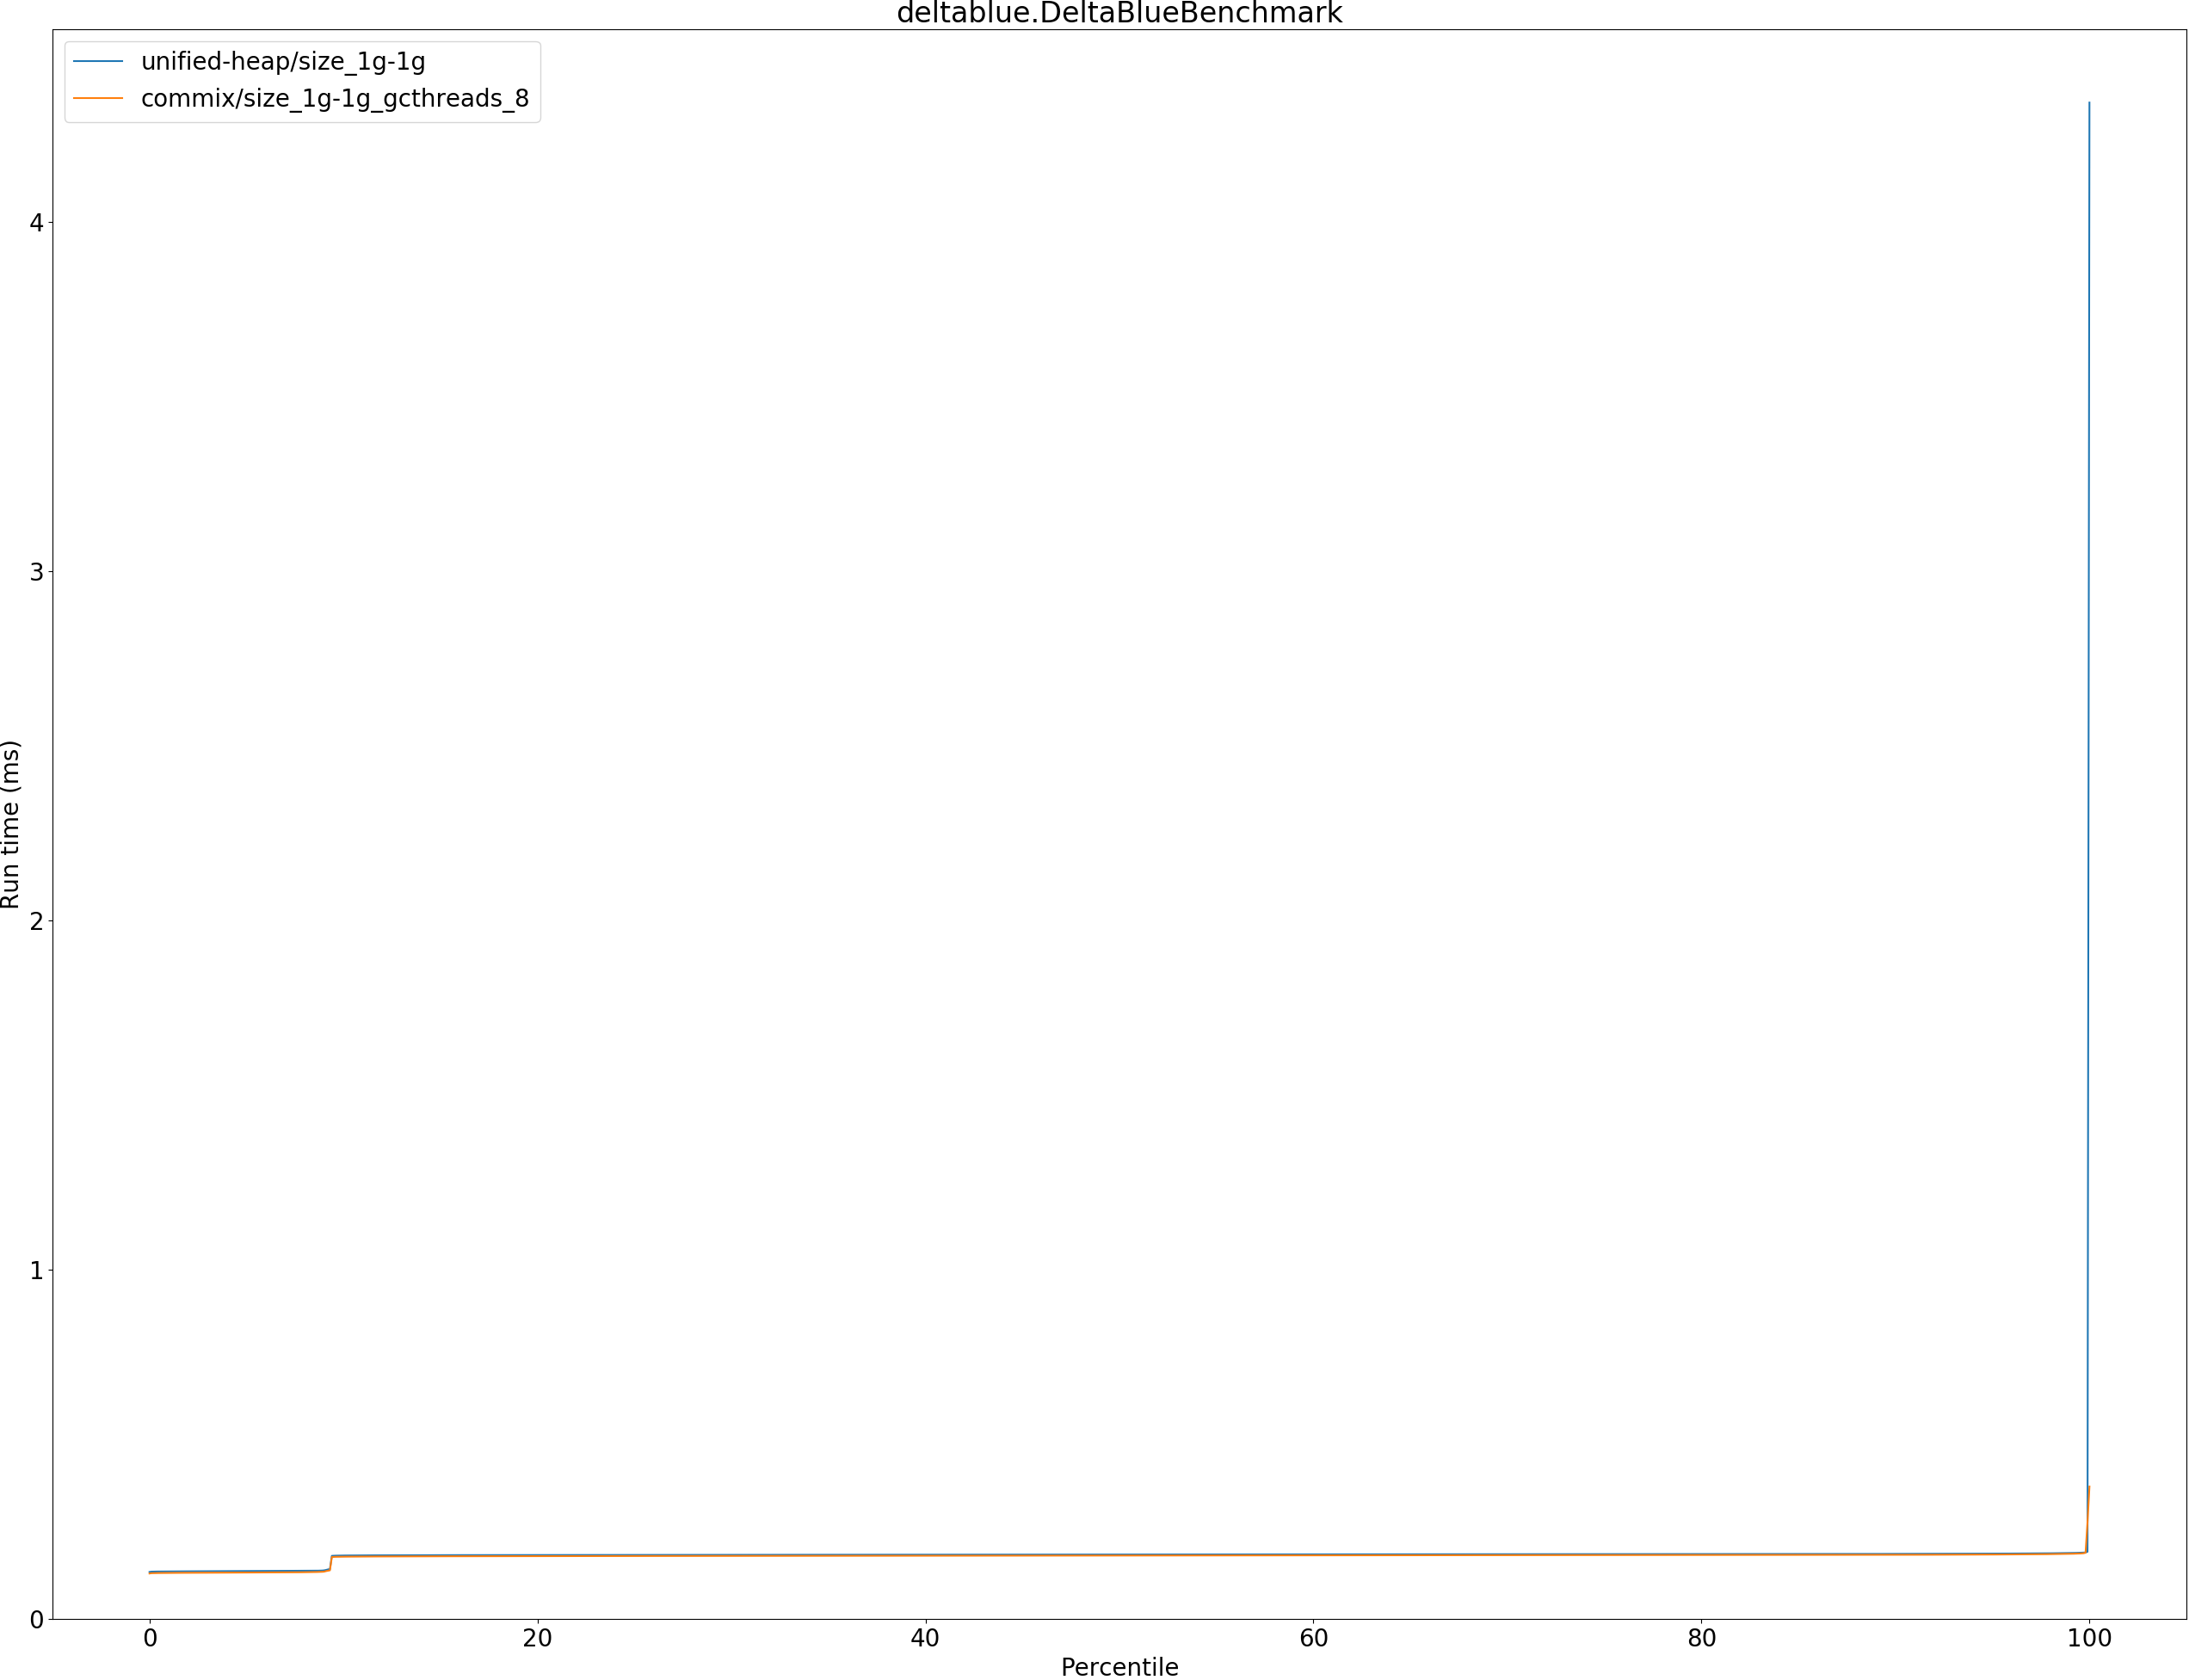 deltablue.DeltaBlueBenchmark
unified-heap/size_1g-1g
commix/size_1g-1g_gcthreads_8
4
3
2
1
0
Run time (ms)
0 20 40 60 80 100
Percentile